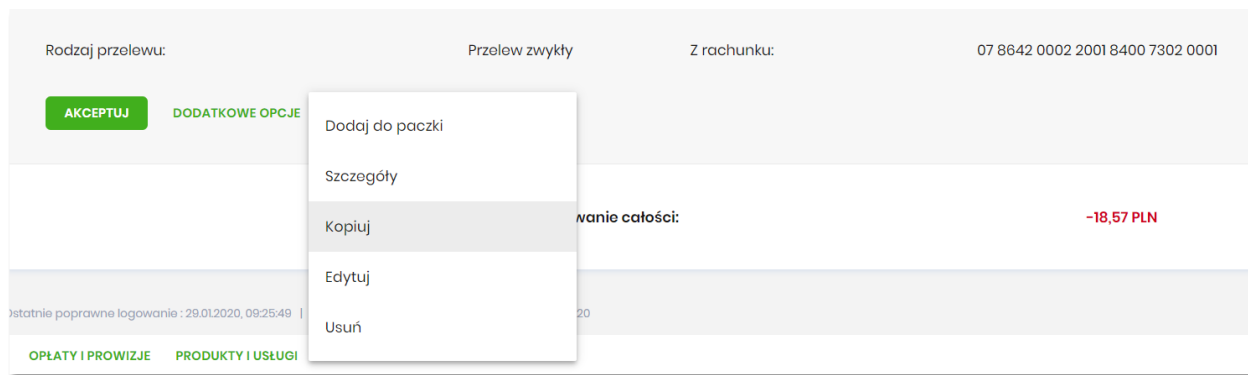 Rodzaj przelewu: Przelew zwykły Z rachunku: 07 8642 0002 2001 8400 7302 0001
AKCEPTUJ DODATKOWE OPCJE
Dodaj do paczki
Szczegóły
Kopiuj
Edytuj
Usuń
całości: -18,57 PLN
poprawne logowanie : 29.01.2020, 09:25:49 |
20
OPŁATY I PROWIZJE PRODUKTY I USŁUGI